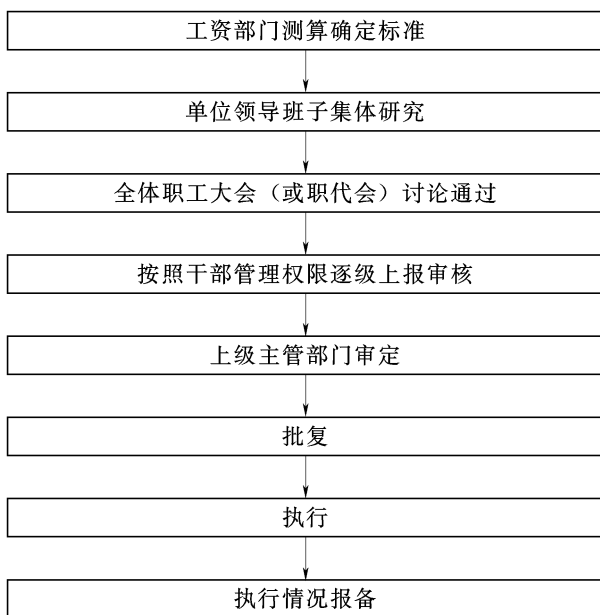 工资部门测算确定标准
单位领导班子集体研究
全体职工大会（或职代会）讨论通过
按照干部管理权限逐级上报审核
上级主管部门审定
批复
执行
执行情况报备